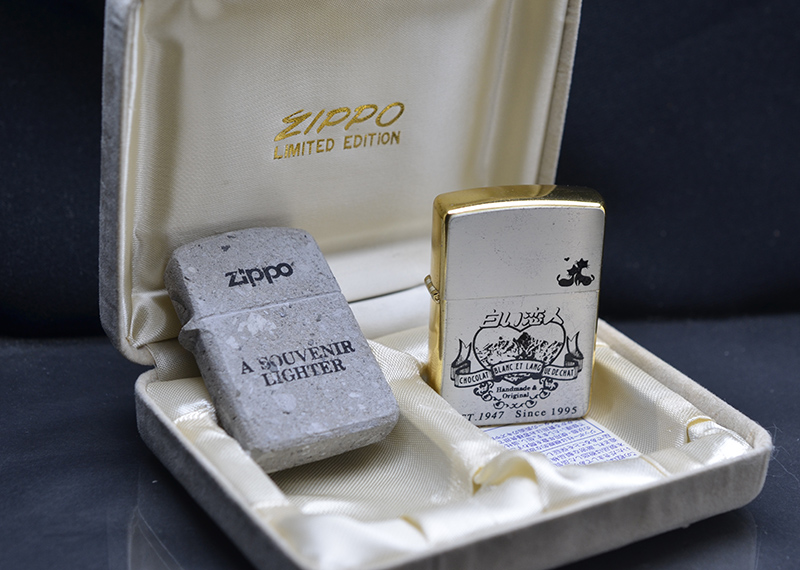 ZIPPO
LIMITED EDITION
zippo
A SOUVENIR
LIGHTER
白い恋人
CHOCOLAT BLANC ET LANGUE DE CHAT
Handmade &
Original
ST.1947 Since 1995